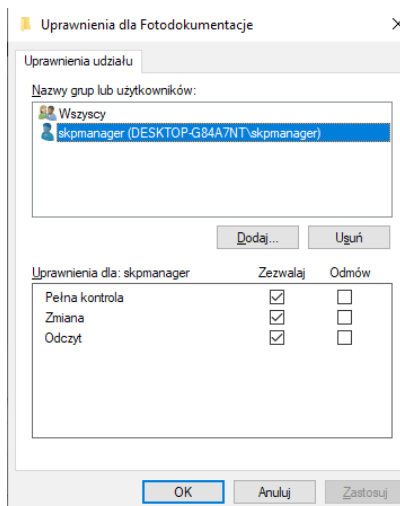 Uprawnienia dla Fotodokumentacje
Uprawnienia udziału
Nazwy grup lub użytkowników:
Wszyscy
skpmanager (DESKTOP-G84A7NT\skpmanager)
Dodaj... Usuń
Uprawnienia dla: skpmanager Zezwalaj Odmów
Pełna kontrola
Zmiana
Odczyt
OK Anuluj Zastosuj